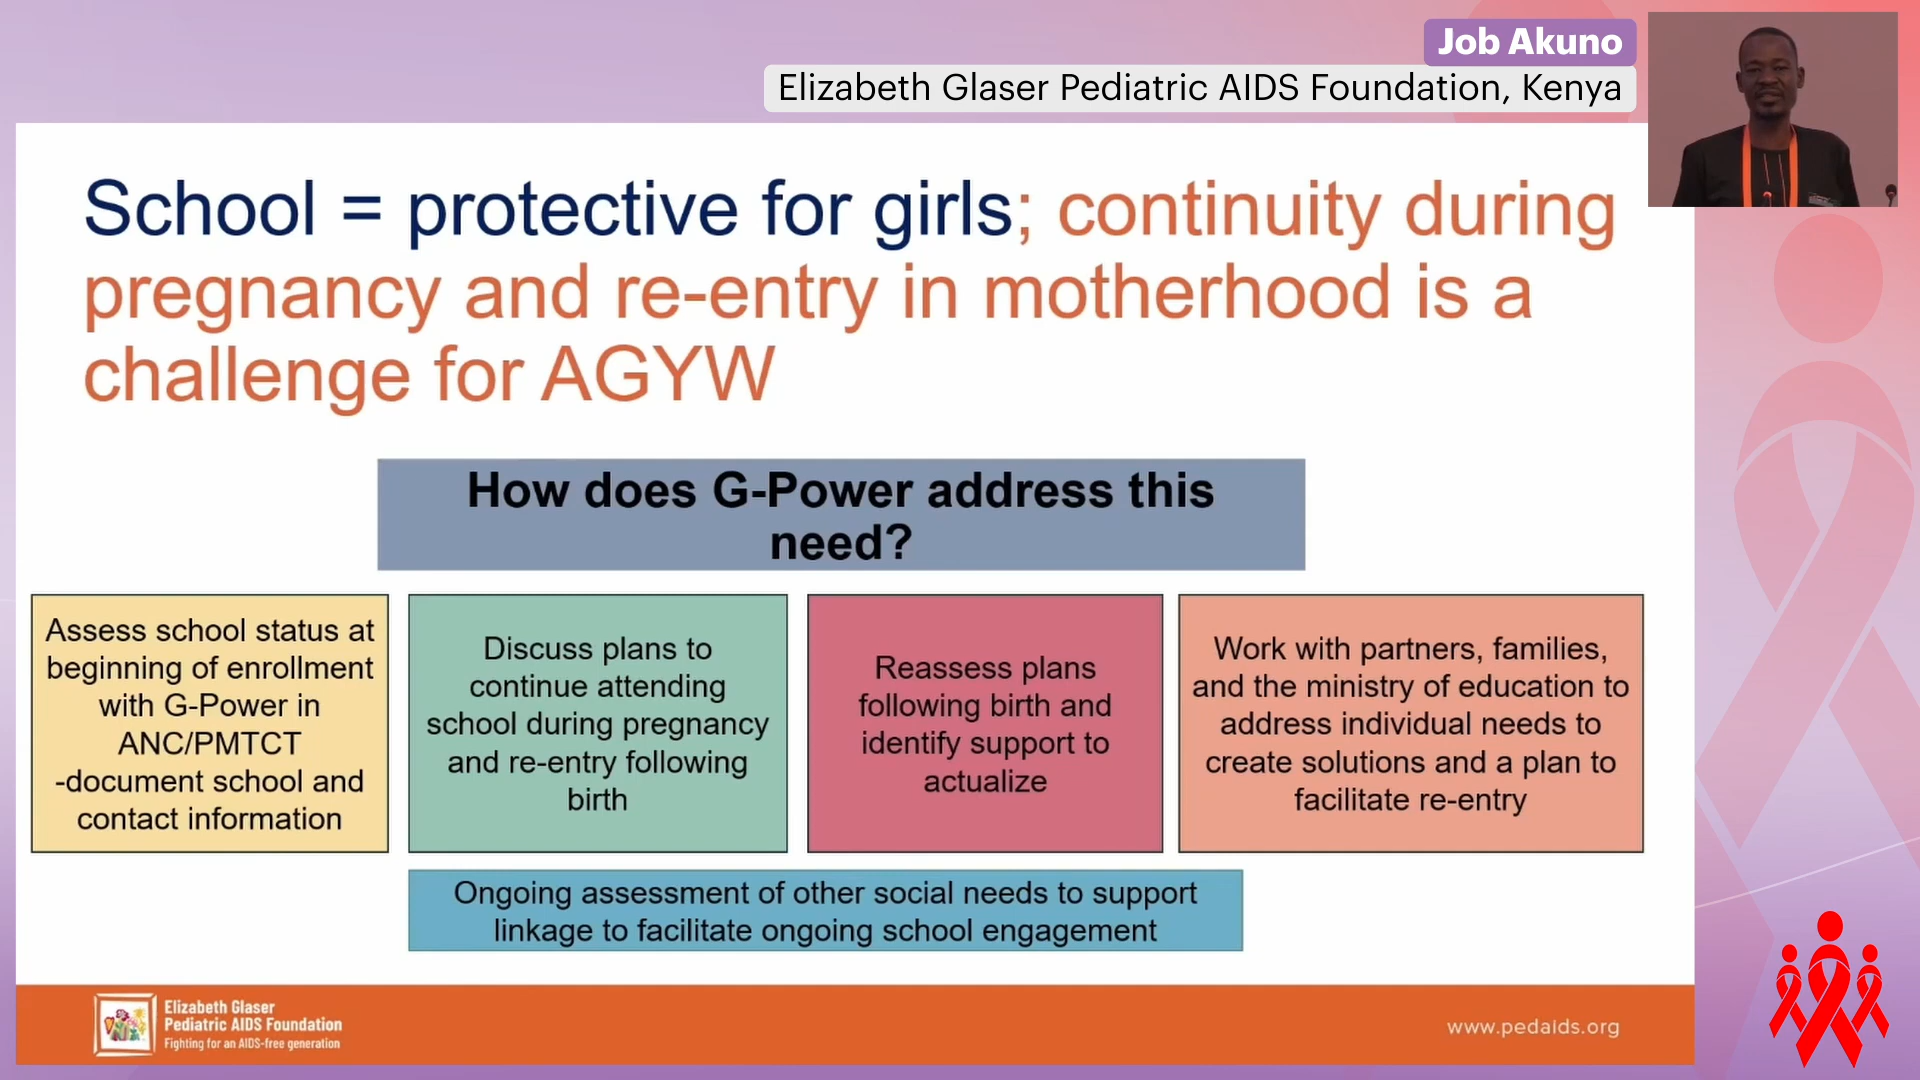 Job Akuno
Elizabeth Glaser Pediatric AIDS Foundation, Kenya
School = protective for girls; continuity during
pregnancy and re-entry in motherhood is a
challenge for AGYW
How does G-Power address this
need?
Assess school status at
beginning of enrollment
with G-Power in
ANC/PMTCT
-document school and
contact information
Discuss plans to
continue attending
school during pregnancy
and re-entry following
birth
Reassess plans
following birth and
identify support to
actualize
Work with partners, families,
and the ministry of education to
address individual needs to
create solutions and a plan to
facilitate re-entry
Ongoing assessment of other social needs to support
linkage to facilitate ongoing school engagement
Elizabeth Glaser
Pediatric AIDS Foundation
Fighting for an AIDS-free generation
www.pedaids.org